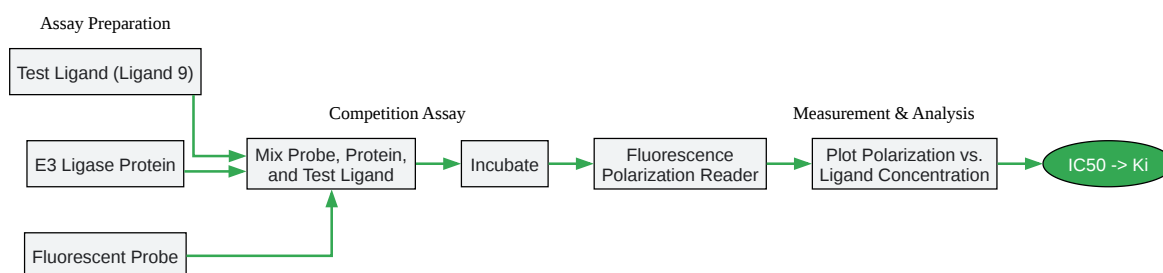 Assay Preparation
Test Ligand (Ligand 9)
Competition Assay
Measurement & Analysis
E3 Ligase Protein
Mix Probe, Protein,
and Test Ligand
Incubate
Fluorescence
Polarization Reader
Plot Polarization vs.
Ligand Concentration
IC50 -> Ki
Fluorescent Probe